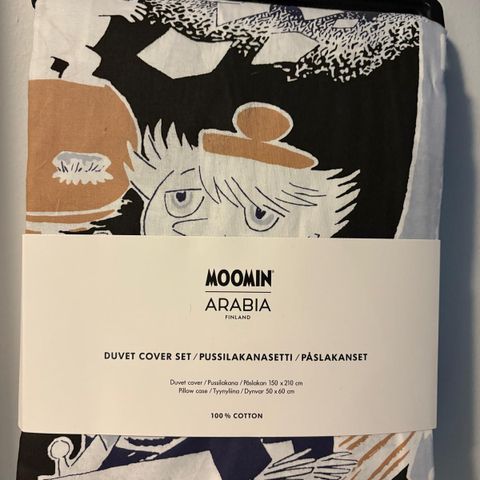 MOOMIN
ARABIA
FINLAND
DUVET COVER SET / PUSSILAKANASETTI / PÅSLAKANSET
Duvet cover / Pussilakana / Påslakan 150 x 210 cm
Pillow case / Tyynyliina / Dynvar 50 x 60 cm
100 % COTTON